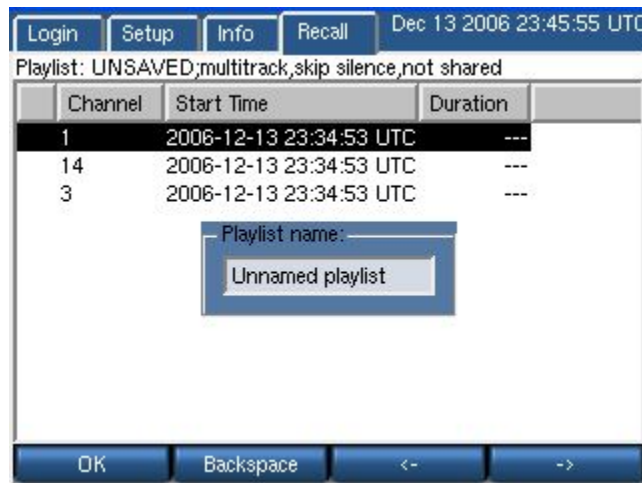 Login Setup Info Recall Dec 13 2006 23:45:55 UTC
Playlist: UNSAVED;multitrack,skip silence,not shared
Channel Start Time Duration
1 2006-12-13 23:34:53 UTC ---
14 2006-12-13 23:34:53 UTC ---
3 2006-12-13 23:34:53 UTC ---
Playlist name:
Unnamed playlist
OK Backspace <- ->